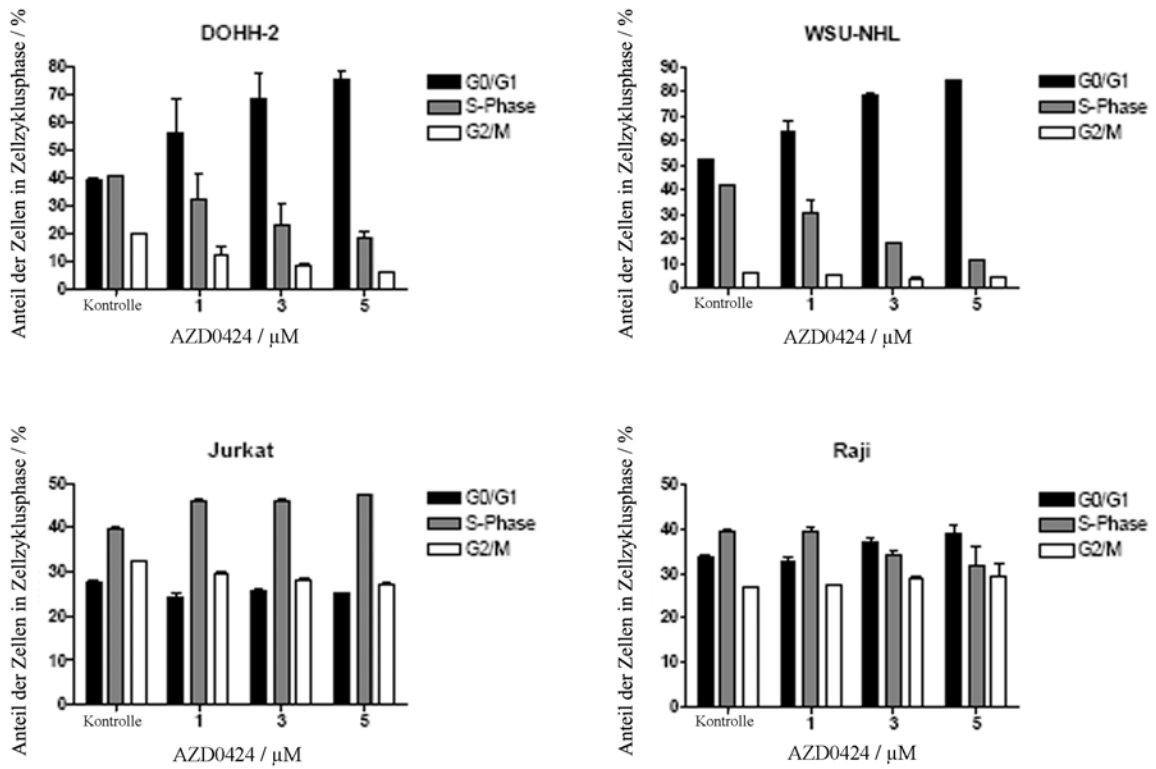 DOHH-2
Anteil der Zellen in Zellzyklusphase / %
80
70
60
50
40
30
20
10
0
G0/G1
S-Phase
G2/M
Kontrolle 1 3 5
AZD0424 / µM
WSU-NHL
Anteil der Zellen in Zellzyklusphase / %
90
80
70
60
50
40
30
20
10
0
G0/G1
S-Phase
G2/M
Kontrolle 1 3 5
AZD0424 / µM
Jurkat
Anteil der Zellen in Zellzyklusphase / %
50
40
30
20
10
0
G0/G1
S-Phase
G2/M
Kontrolle 1 3 5
AZD0424 / µM
Raji
Anteil der Zellen in Zellzyklusphase / %
50
40
30
20
10
0
G0/G1
S-Phase
G2/M
Kontrolle 1 3 5
AZD0424 / µM